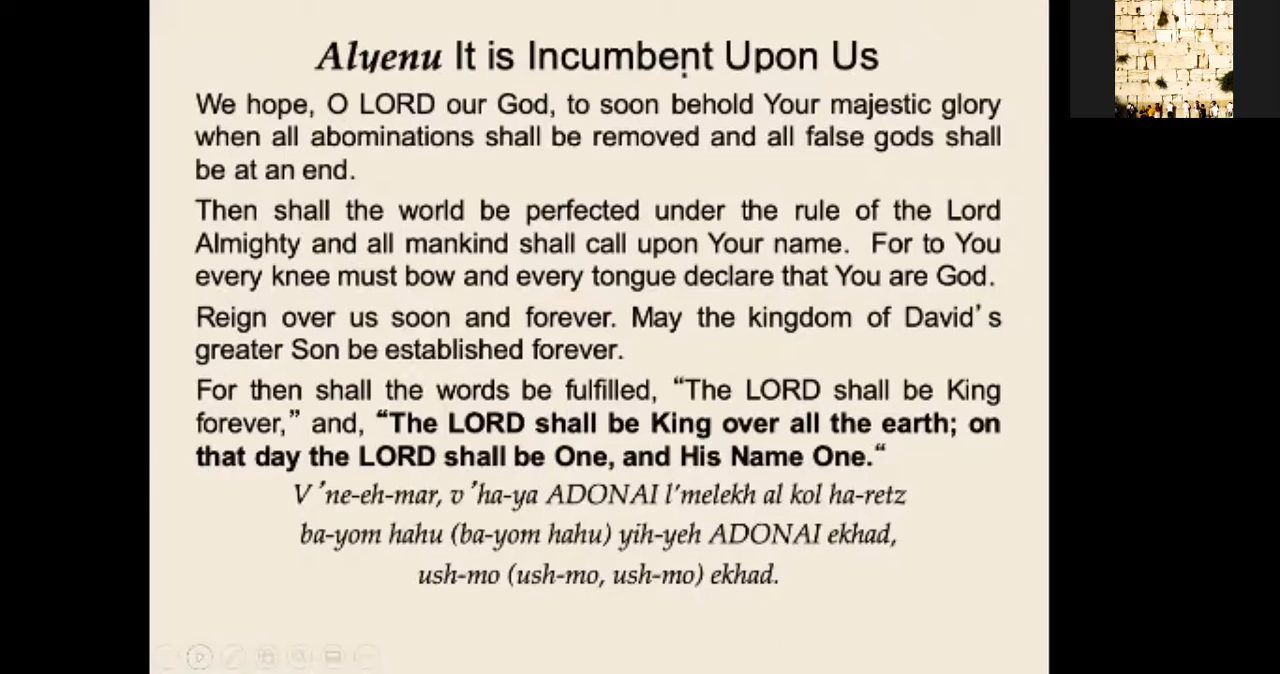 Alyenu It is Incumbent Upon Us
We hope, O LORD our God, to soon behold Your majestic glory
when all abominations shall be removed and all false gods shall
be at an end.
Then shall the world be perfected under the rule of the Lord
Almighty and all mankind shall call upon Your name.  For to You
every knee must bow and every tongue declare that You are God.
Reign over us soon and forever. May the kingdom of David’s
greater Son be established forever.
For then shall the words be fulfilled, “The LORD shall be King
forever,” and, “The LORD shall be King over all the earth; on
that day the LORD shall be One, and His Name One.“
V ’ne-eh-mar, v ’ha-ya ADONAI l’melekh al kol ha-retz
ba-yom hahu (ba-yom hahu) yih-yeh ADONAI ekhad,
ush-mo (ush-mo, ush-mo) ekhad.